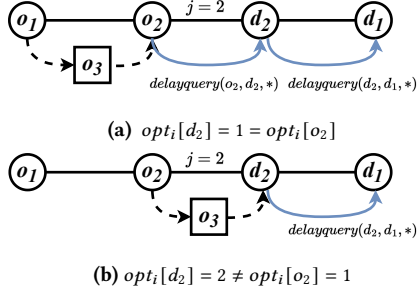 o1 o2 j = 2 d2 d1
o3
delayquery(o2, d2, *) delayquery(d2, d1, *)
(a) opti[d2] = 1 = opti[o2]
o1 o2 j = 2 d2 d1
o3
delayquery(d2, d1, *)
(b) opti[d2] = 2 ≠ opti[o2] = 1